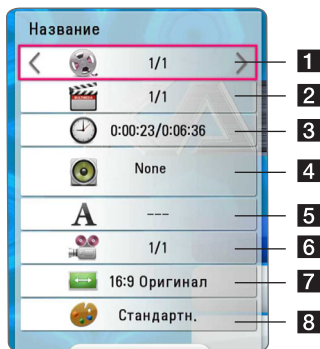 Название
1/1 1
1/1 2
0:00:23/0:06:36 3
None 4
A --- 5
1/1 6
16:9 Оригинал 7
Стандартн. 8